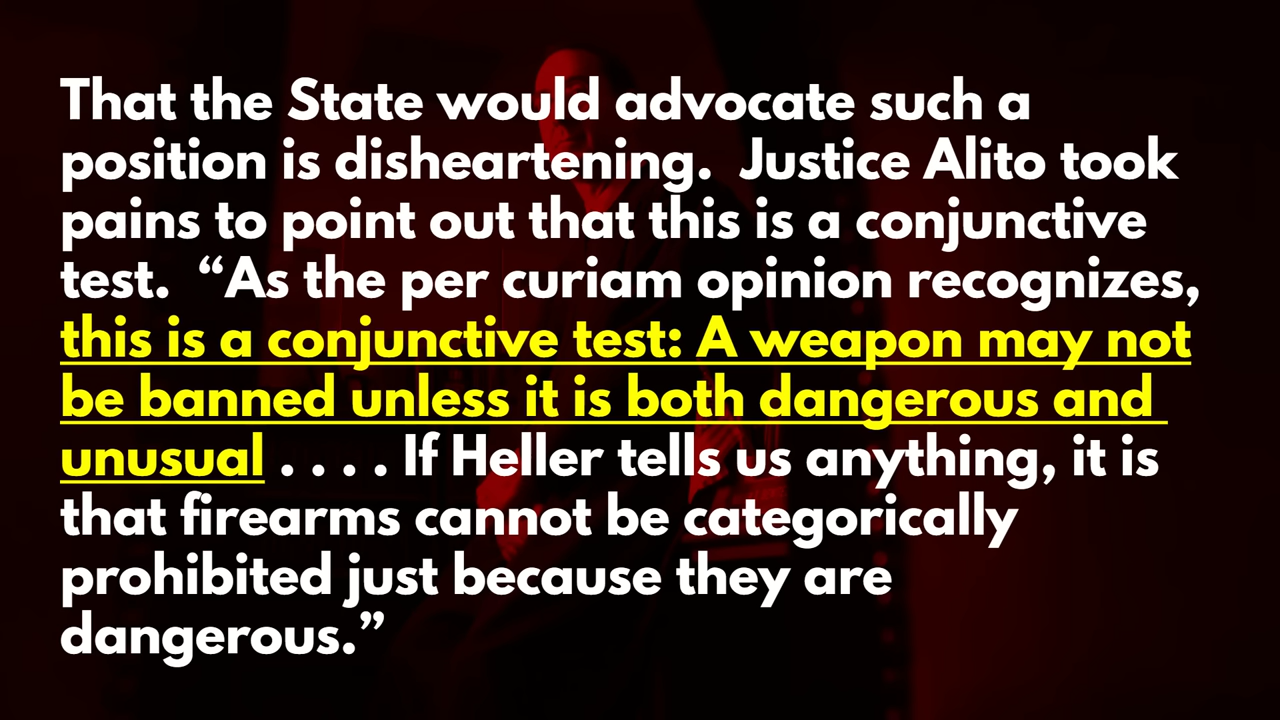 That the State would advocate such a
position is disheartening.  Justice Alito took
pains to point out that this is a conjunctive
test.  “As the per curiam opinion recognizes,
this is a conjunctive test: A weapon may not
be banned unless it is both dangerous and
unusual . . . . If Heller tells us anything, it is
that firearms cannot be categorically
prohibited just because they are
dangerous.”